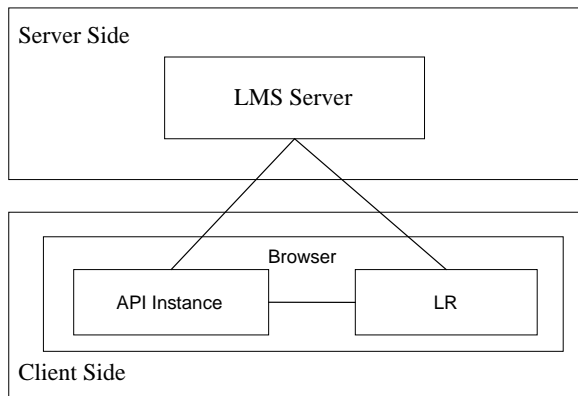 Server Side
LMS Server
Browser
API Instance
LR
Client Side